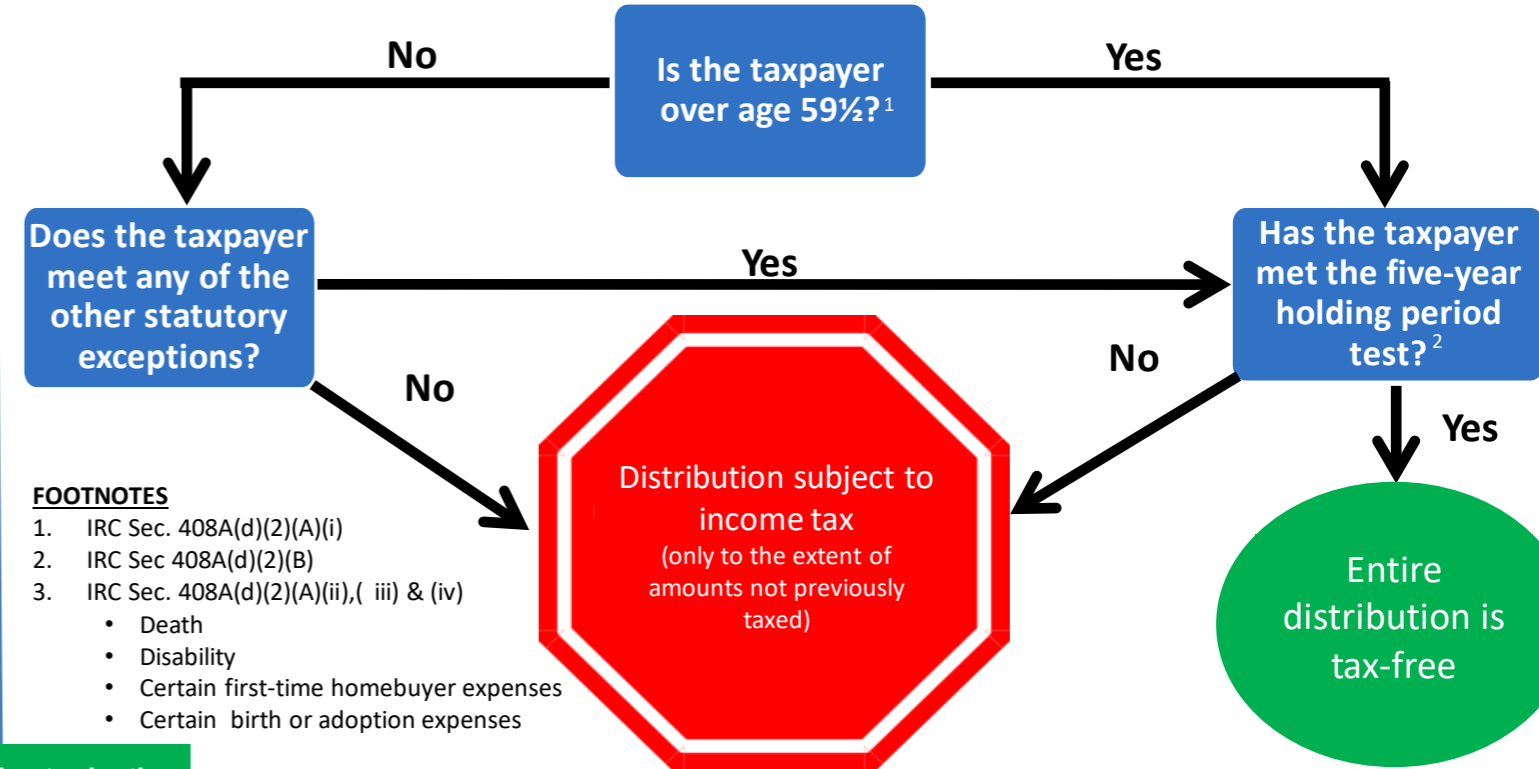 No
Is the taxpayer
over age 59½?1
Yes
Does the taxpayer
meet any of the
other statutory
exceptions?
Yes
Has the taxpayer
met the five-year
holding period
test?2
No
No
Yes
Distribution subject to
income tax
(only to the extent of
amounts not previously
taxed)
Entire
distribution is
tax-free
FOOTNOTES
1. IRC Sec. 408A(d)(2)(A)(i)
2. IRC Sec 408A(d)(2)(B)
3. IRC Sec. 408A(d)(2)(A)(ii),( iii) & (iv)
• Death
• Disability
• Certain first-time homebuyer expenses
• Certain birth or adoption expenses